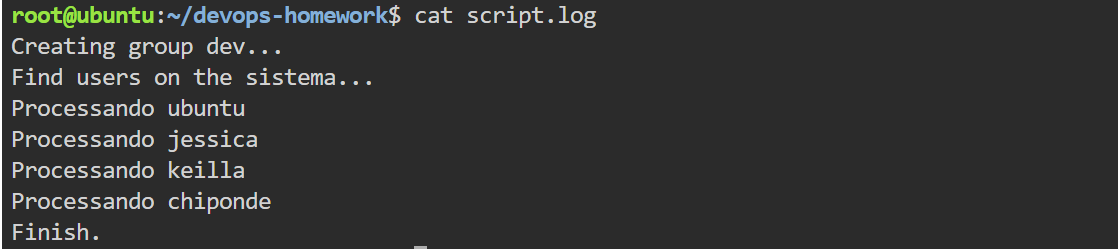 root@ubuntu:~/devops-homework$ cat script.log
Creating group dev...
Find users on the sistema...
Processando ubuntu
Processando jessica
Processando keilla
Processando chiponde
Finish.